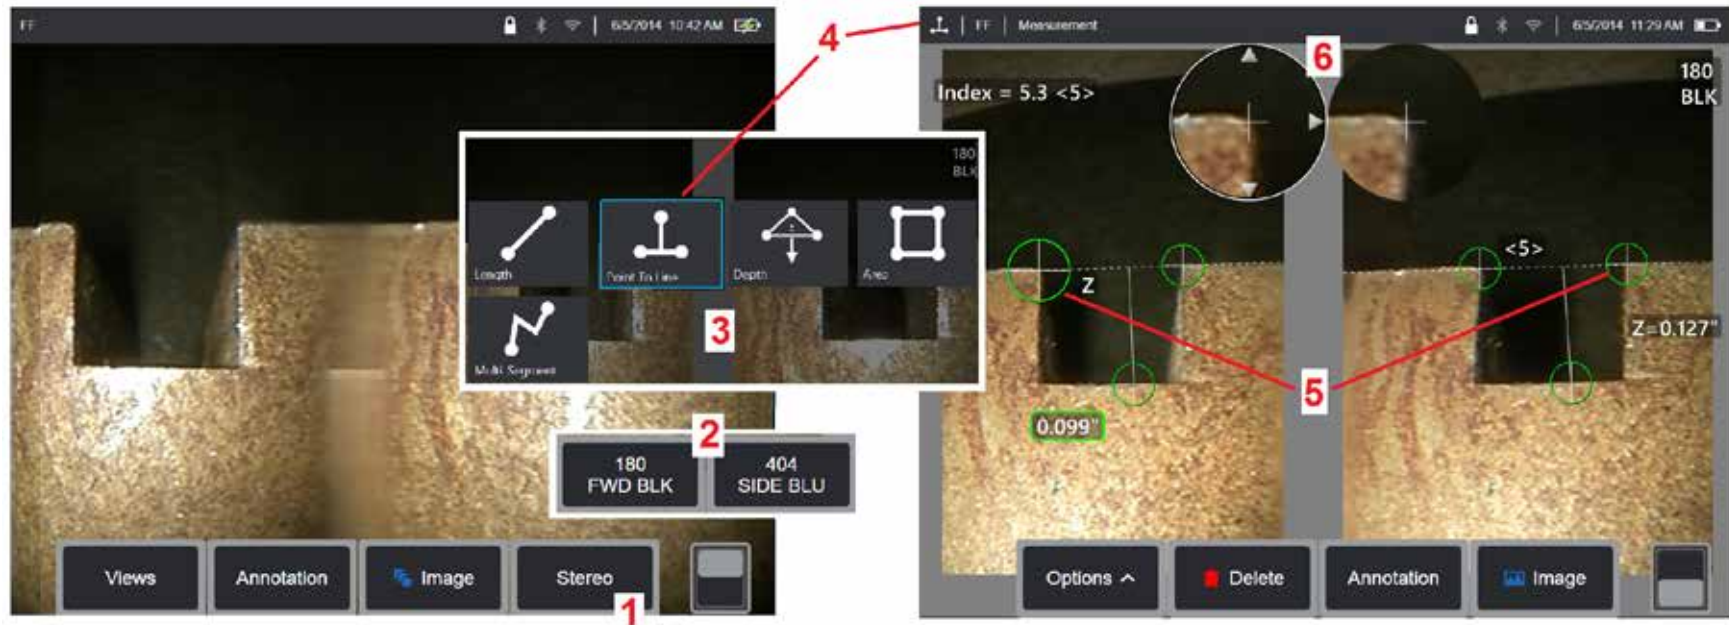 FF
6/5/2014 10:42 AM
4
FF Measurement
6/5/2014 11:29 AM
6
Index = 5.3 <5>
180
BLK
180
BLK
Length
Point To Line
Depth
Area
Multi-Segment
3
<5>
Z
Z=0.127"
5
0.099"
2
180
FWD BLK
404
SIDE BLU
Views
Annotation
Image
Stereo
1
Options
Delete
Annotation
Image